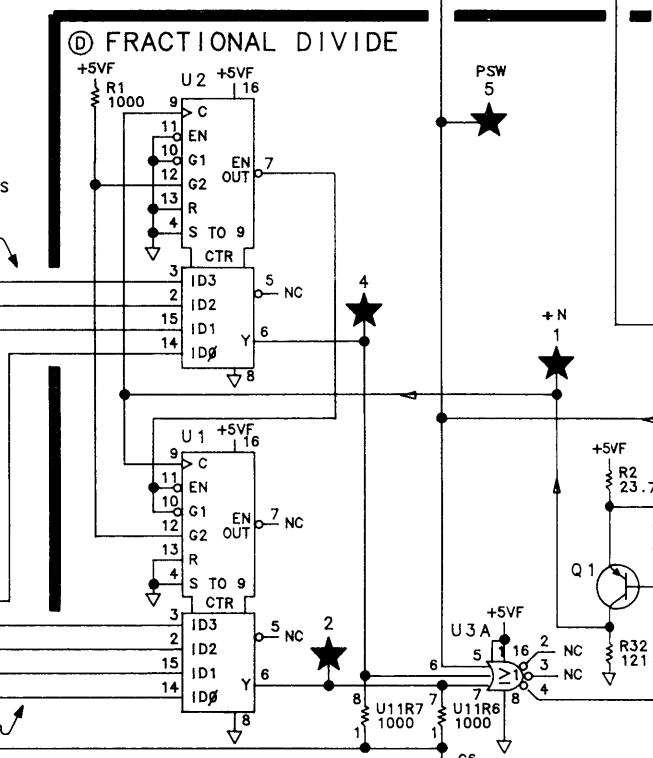 D FRACTIONAL DIVIDE
+5VF
R1
1000
U2
+5VF
16
9 C
11 EN
10 G1
12 G2
13 R
4 S TO 9
EN OUT 7
CTR
3 ID3
2 ID2
15 ID1
14 IDØ
5 NC
Y 6
8
4
PSW
5
+N
1
S
U1
+5VF
16
9 C
11 EN
10 G1
12 G2
13 R
4 S TO 9
EN OUT 7 NC
CTR
3 ID3
2 ID2
15 ID1
14 IDØ
5 NC
Y 6
8
2
+5VF
R2
23.7
Q1
R32
121
+5VF
U3A
1 16
5
6
7
≥1
2 NC
3 NC
4
8
8
U11R7
1000
1
7
U11R6
1000
1